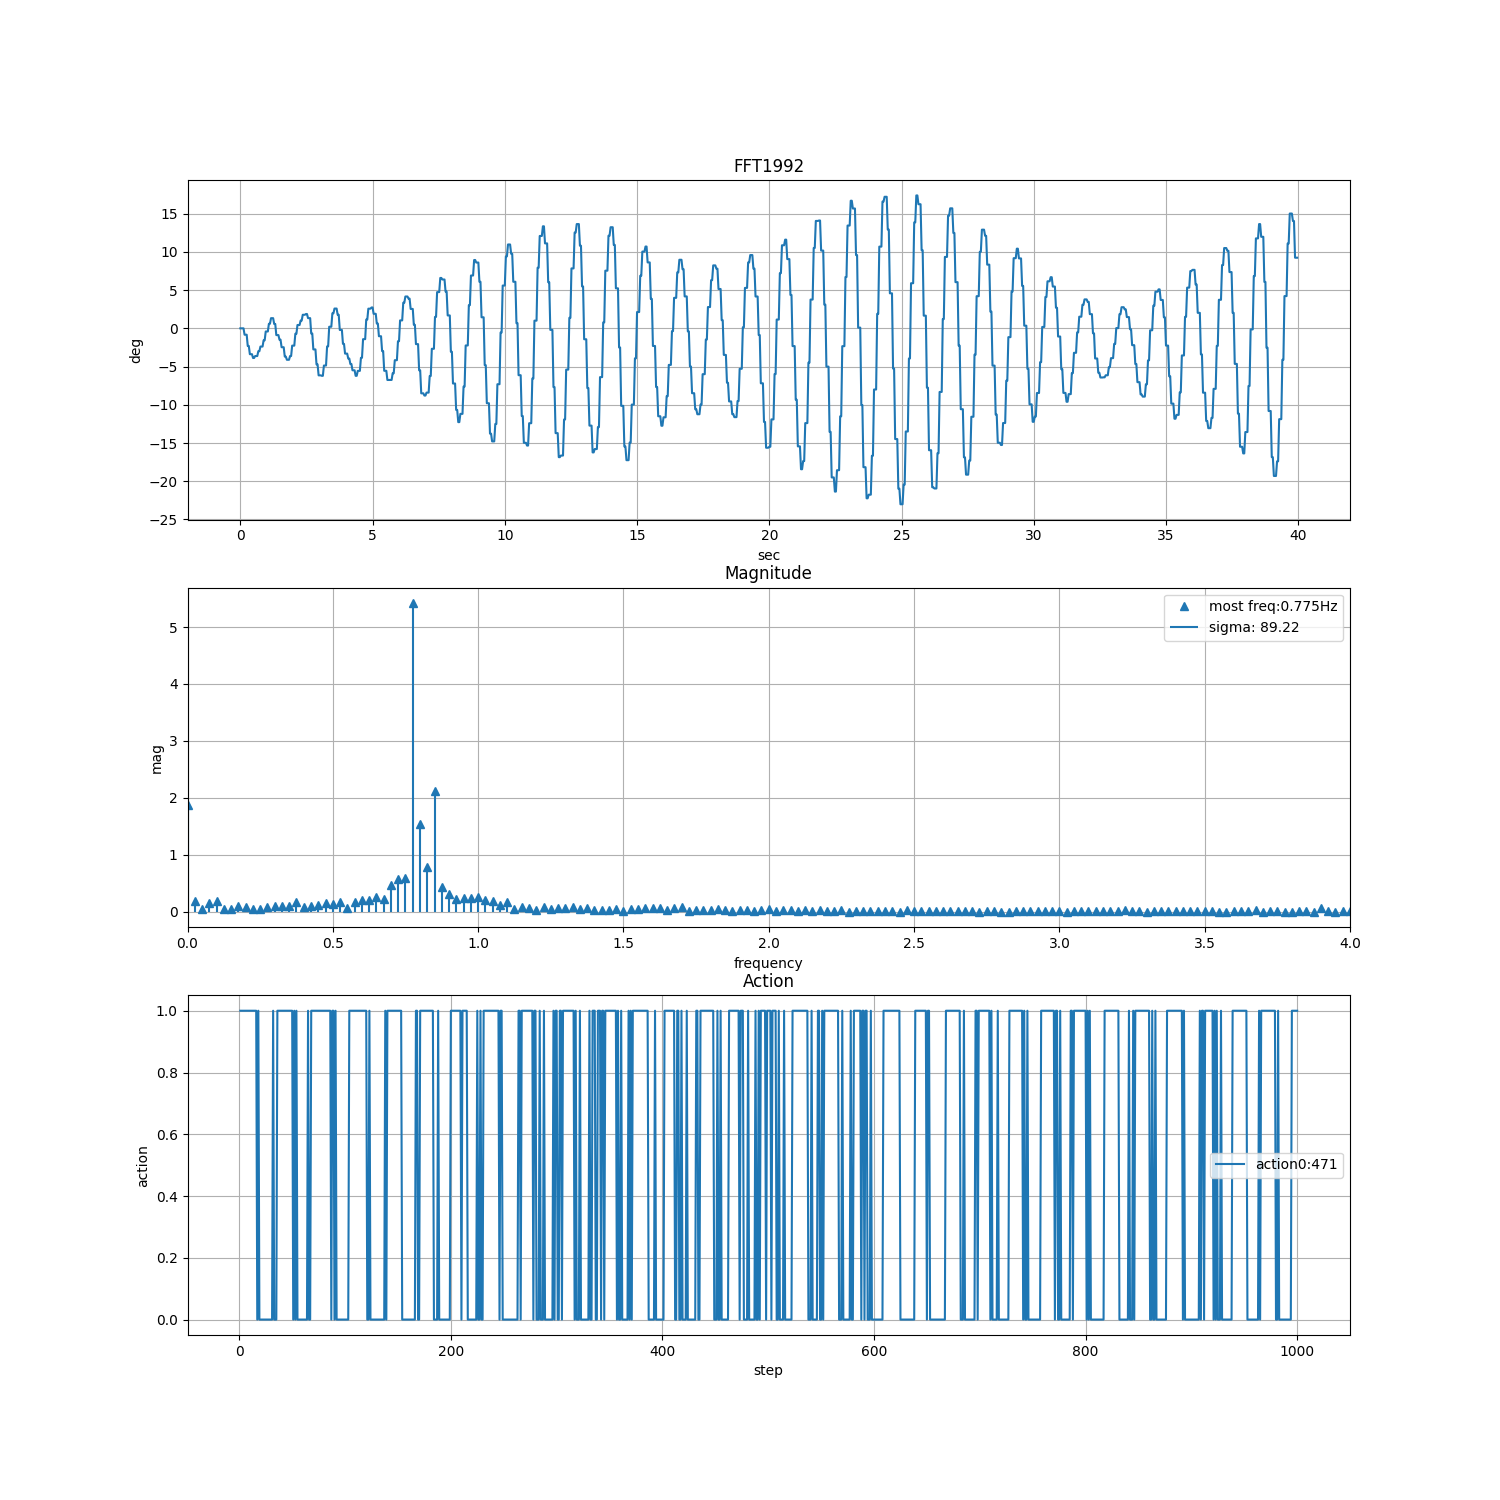 FFT1992
15
10
5
0
−5
−10
−15
−20
−25
deg
0 5 10 15 20 25 30 35 40
sec
Magnitude
most freq:0.775Hz
sigma: 89.22
5
4
3
2
1
0
mag
0.0 0.5 1.0 1.5 2.0 2.5 3.0 3.5 4.0
frequency
Action
1.0
0.8
0.6
0.4
0.2
0.0
action
action0:471
0 200 400 600 800 1000
step